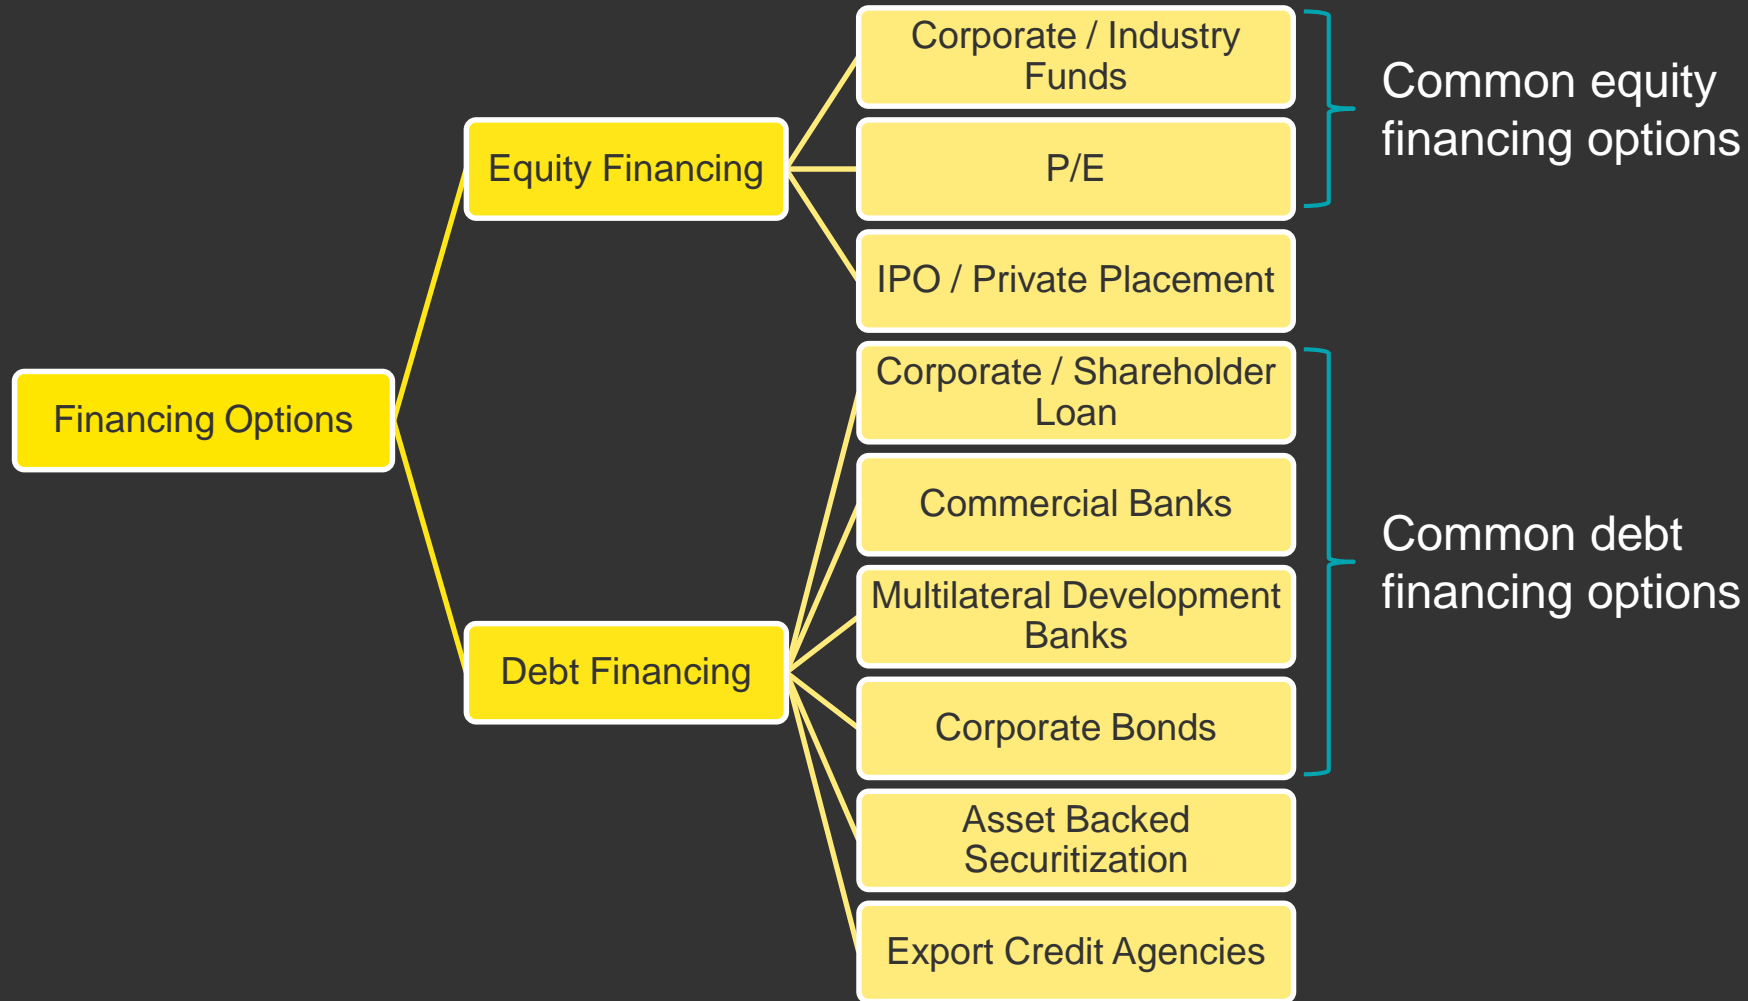 Corporate / Industry
Funds
Common equity
financing options
Equity Financing
P/E
IPO / Private Placement
Financing Options
Corporate / Shareholder
Loan
Commercial Banks
Common debt
financing options
Multilateral Development
Banks
Debt Financing
Corporate Bonds
Asset Backed
Securitization
Export Credit Agencies